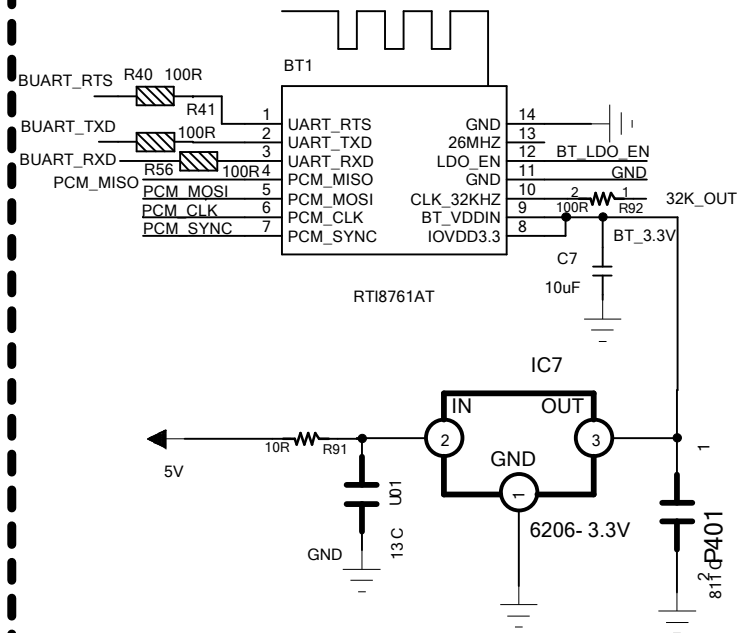 BT1
BUART_RTS
R40 100R
R41
BUART_TXD
100R
BUART_RXD
R56
100R
PCM_MISO
PCM_MOSI
PCM_CLK
PCM_SYNC
1 UART_RTS
2 UART_TXD
3 UART_RXD
4 PCM_MISO
5 PCM_MOSI
6 PCM_CLK
7 PCM_SYNC
GND 14
26MHZ 13
LDO_EN 12 BT_LDO_EN
GND 11 GND
CLK_32KHZ 10 2 1 32K_OUT
100R R92
BT_VDDIN 9
IOVDD3.3 8
BT_3.3V
C7
10uF
RTI8761AT
IC7
IN OUT
2 3
GND
1
6206- 3.3V
5V
10R R91
U01
13 C
GND
1
P401
2